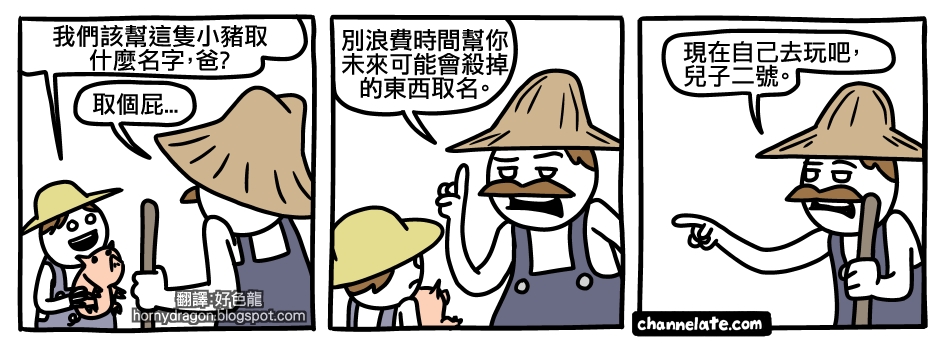 我們該幫這隻小豬取
什麼名字，爸?
取個屁...
翻譯:好色龍
hornydragon.blogspot.com
別浪費時間幫你
未來可能會殺掉
的東西取名。
現在自己去玩吧，
兒子二號。
channelate.com